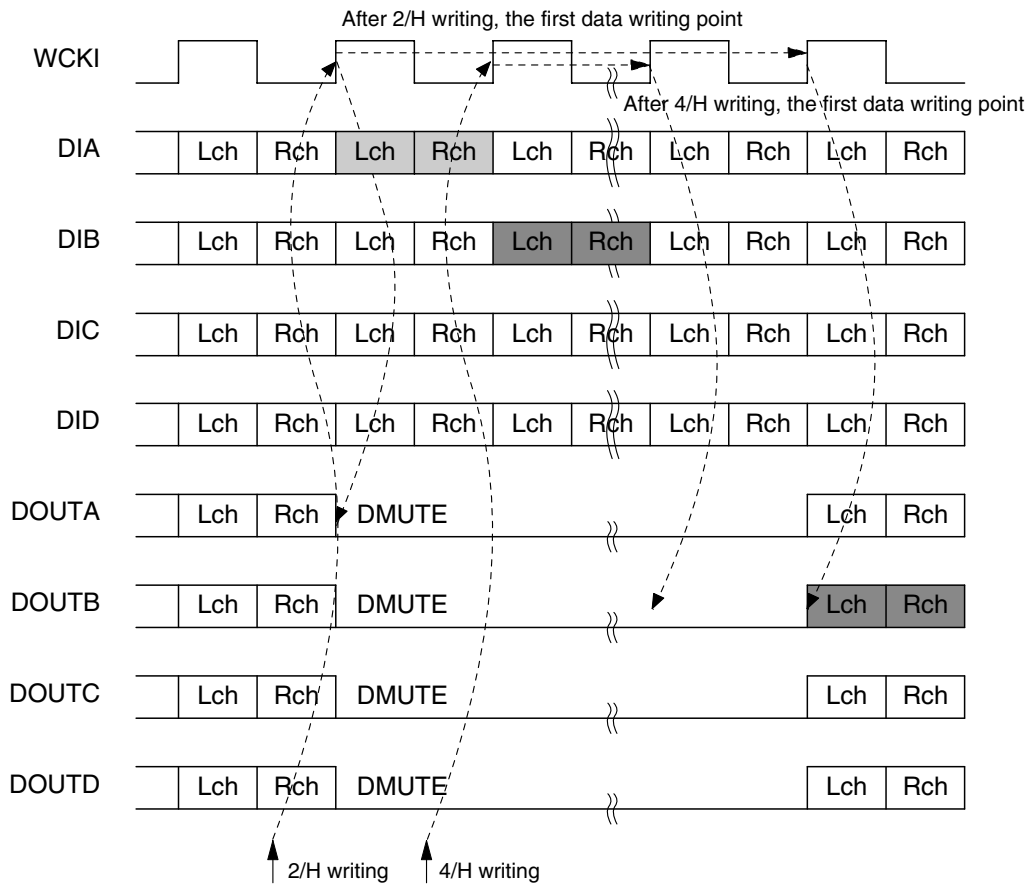 After 2/H writing, the first data writing point
WCKI
After 4/H writing, the first data writing point
DIA Lch Rch Lch Rch Lch Rch Lch Rch Lch Rch
DIB Lch Rch Lch Rch Lch Rch Lch Rch Lch Rch
DIC Lch Rch Lch Rch Lch Rch Lch Rch Lch Rch
DID Lch Rch Lch Rch Lch Rch Lch Rch Lch Rch
DOUTA Lch Rch DMUTE Lch Rch
DOUTB Lch Rch DMUTE Lch Rch
DOUTC Lch Rch DMUTE Lch Rch
DOUTD Lch Rch DMUTE Lch Rch
2/H writing 4/H writing